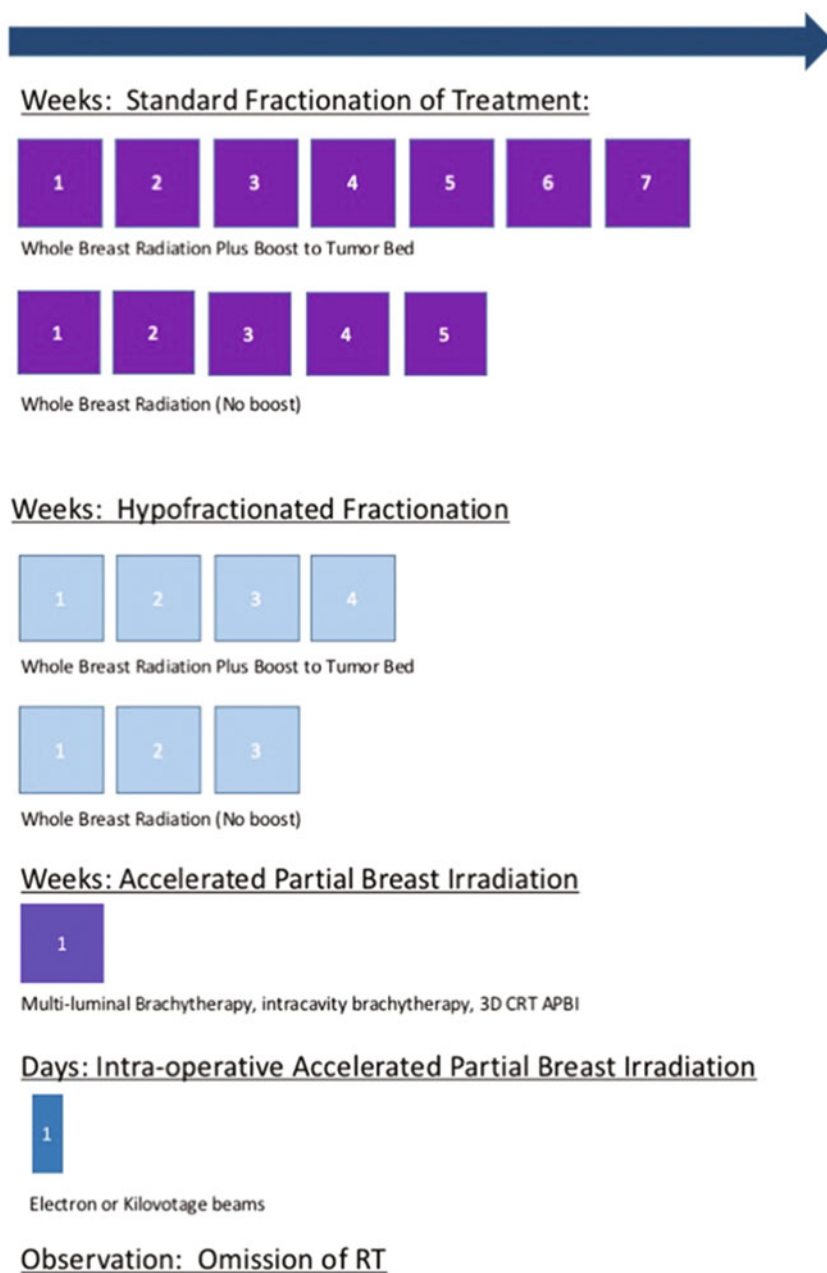 Weeks: Standard Fractionation of Treatment:
1 2 3 4 5 6 7
Whole Breast Radiation Plus Boost to Tumor Bed
1 2 3 4 5
Whole Breast Radiation (No boost)
Weeks: Hypofractionated Fractionation
1 2 3 4
Whole Breast Radiation Plus Boost to Tumor Bed
1 2 3
Whole Breast Radiation (No boost)
Weeks: Accelerated Partial Breast Irradiation
1
Multi-luminal Brachytherapy, intracavity brachytherapy, 3D CRT APBI
Days: Intra-operative Accelerated Partial Breast Irradiation
1
Electron or Kilovotage beams
Observation: Omission of RT